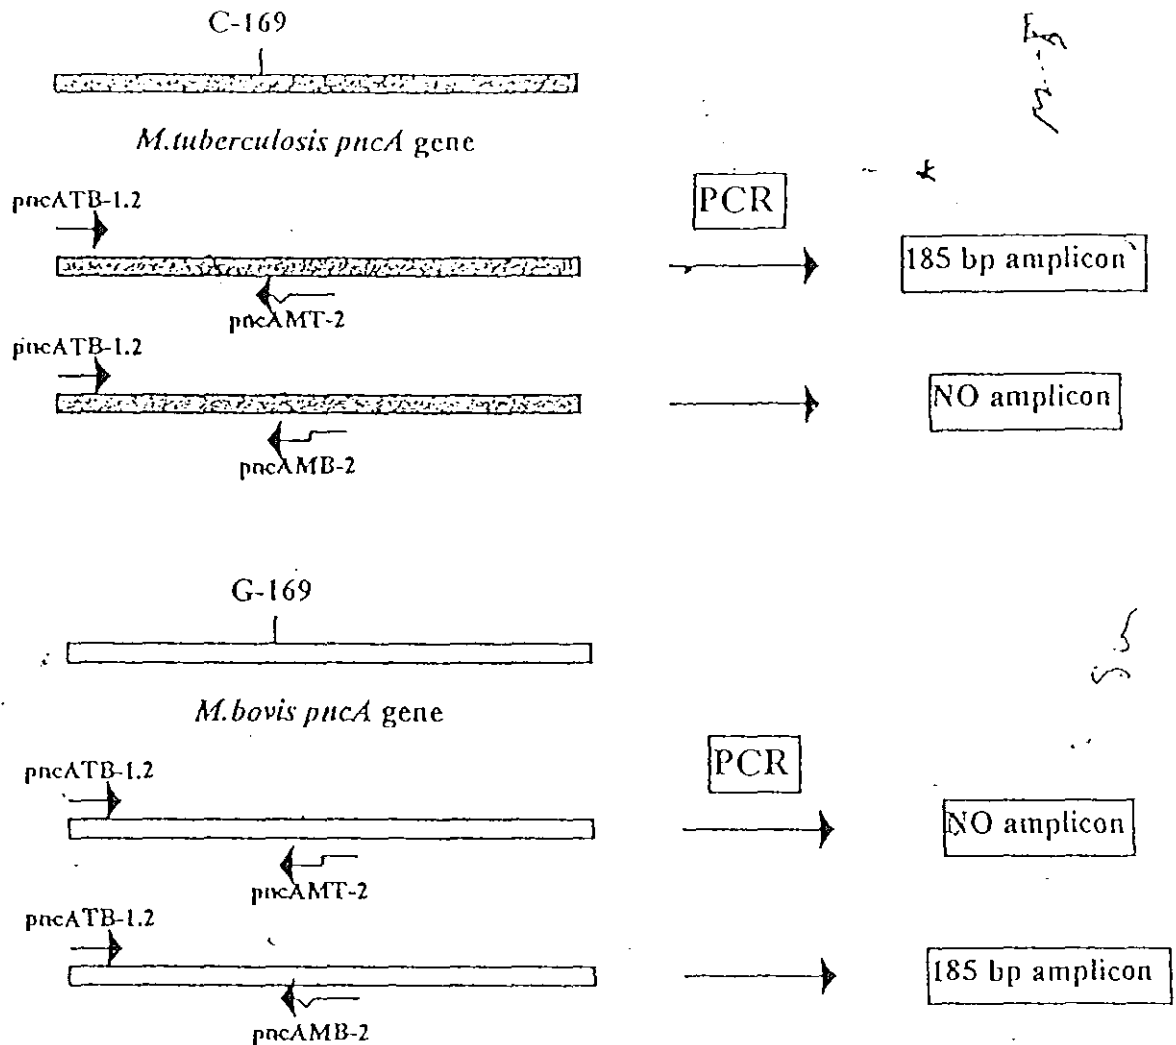 C-169
M.tuberculosis pncA gene
pncATB-1.2
PCR
185 bp amplicon
pncAMT-2
pncATB-1.2
NO amplicon
pncAMB-2
G-169
M.bovis pncA gene
pncATB-1.2
PCR
NO amplicon
pncAMT-2
pncATB-1.2
185 bp amplicon
pncAMB-2